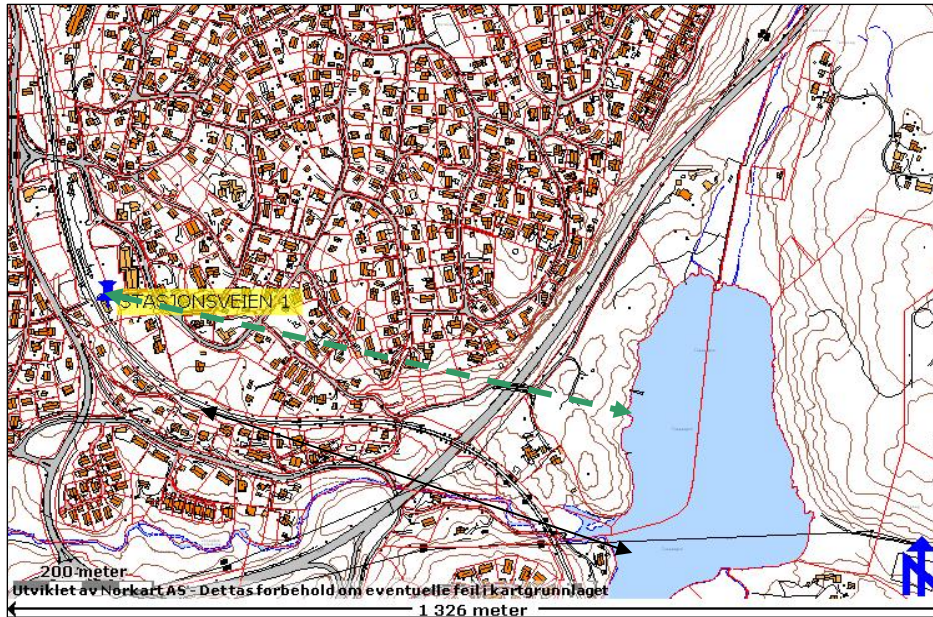 STASJONSVEIEN 1
200 meter
Utviklet av Norkart AS - Det tas forbehold om eventuelle feil i kartgrunnlaget
1 326 meter
N